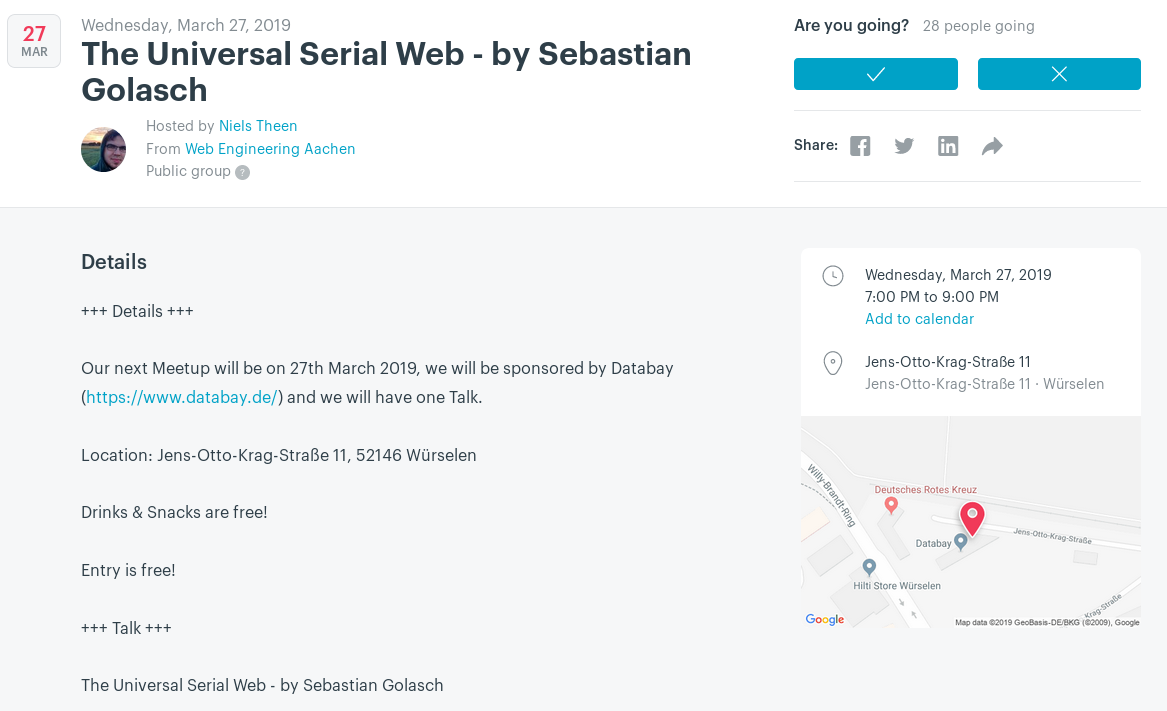 27
MAR
Wednesday, March 27, 2019
The Universal Serial Web - by Sebastian
Golasch
Hosted by Niels Theen
From Web Engineering Aachen
Public group ?
Are you going? 28 people going
Share:
Details
+++ Details +++
Our next Meetup will be on 27th March 2019, we will be sponsored by Databay
(https://www.databay.de/) and we will have one Talk.
Location: Jens-Otto-Krag-Straße 11, 52146 Würselen
Drinks & Snacks are free!
Entry is free!
+++ Talk +++
The Universal Serial Web - by Sebastian Golasch
Wednesday, March 27, 2019
7:00 PM to 9:00 PM
Add to calendar
Jens-Otto-Krag-Straße 11
Jens-Otto-Krag-Straße 11 · Würselen
Willy-Brandt-Ring
Deutsches Rotes Kreuz
Jens-Otto-Krag-Straße
Databay
Hilti Store Würselen
Krag-Straße
Google
Map data ©2019 GeoBasis-DE/BKG (©2009), Google